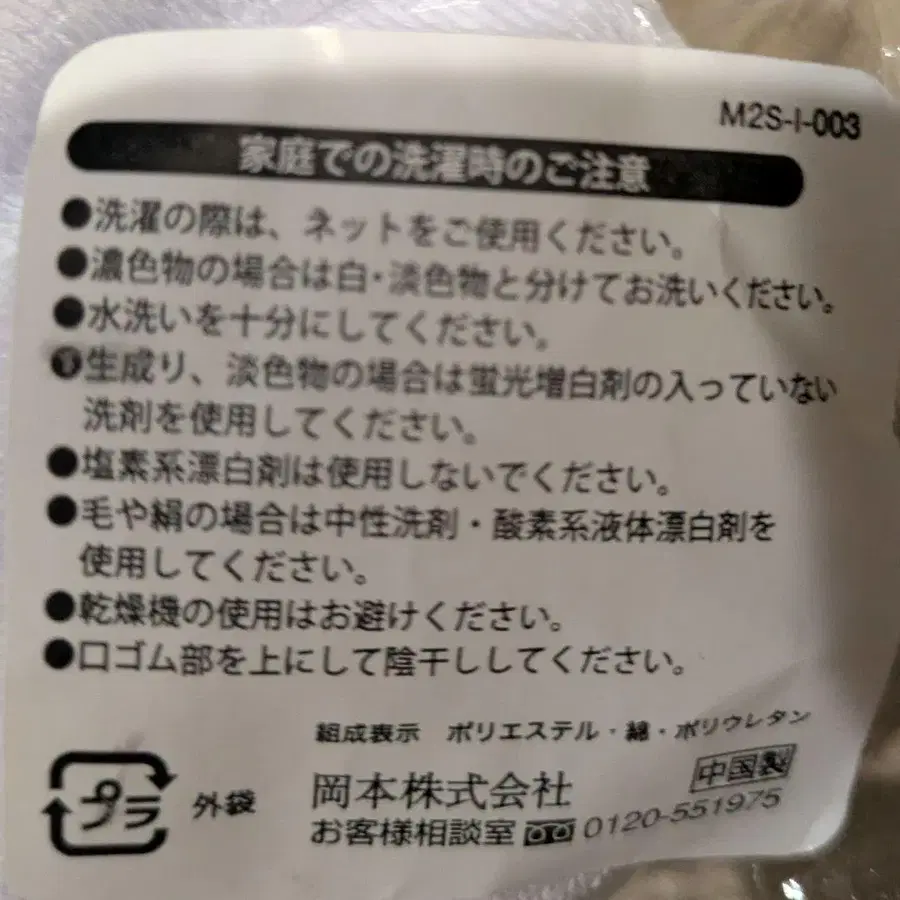 M2S-I-003
家庭での洗濯時のご注意
●洗濯の際は、ネットをご使用ください。
●濃色物の場合は白・淡色物と分けてお洗いください。
●水洗いを十分にしてください。
●生成り、淡色物の場合は蛍光増白剤の入っていない
洗剤を使用してください。
●塩素系漂白剤は使用しないでください。
●毛や絹の場合は中性洗剤・酸素系液体漂白剤を
使用してください。
●乾燥機の使用はお避けください。
●口ゴム部を上にして陰干ししてください。
組成表示 ポリエステル・綿・ポリウレタン
プラ 外袋
岡本株式会社 中国製
お客様相談室 0120-551975